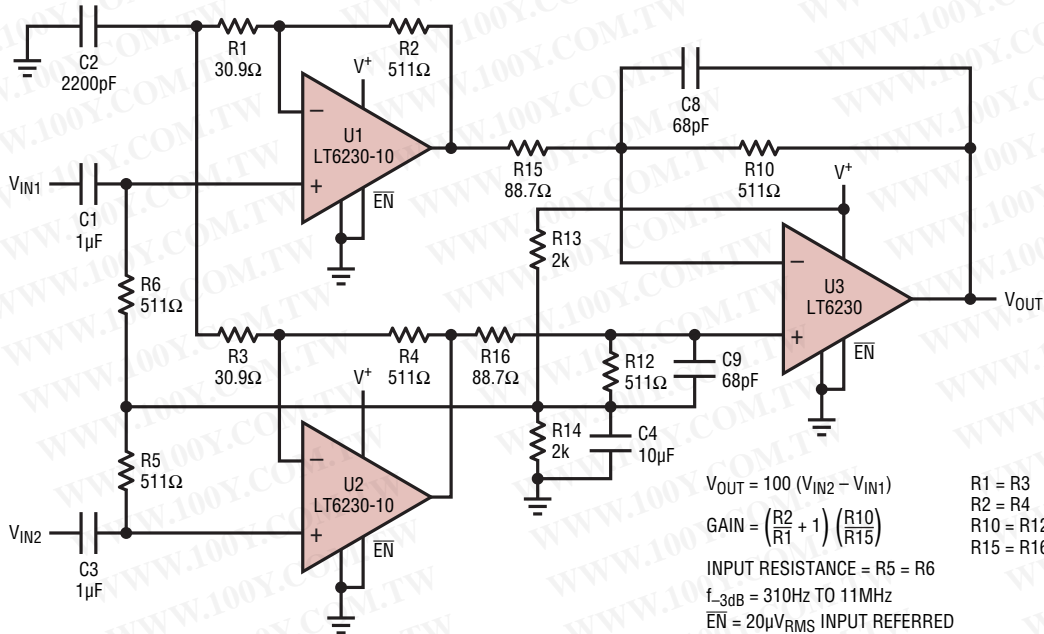 C2
2200pF
R1
30.9Ω
R2
511Ω
V+
U1
LT6230-10
−
+
EN
VIN1
C1
1µF
R15
88.7Ω
C8
68pF
R10
511Ω
V+
R13
2k
R6
511Ω
−
+
U3
LT6230
VOUT
EN
R3
30.9Ω
R4
511Ω
R16
88.7Ω
R12
511Ω
C9
68pF
V+
R5
511Ω
R14
2k
C4
10µF
−
+
U2
LT6230-10
EN
VIN2
C3
1µF
VOUT = 100 (VIN2 – VIN1)
GAIN = (R2/R1 + 1) (R10/R15)
INPUT RESISTANCE = R5 = R6
f–3dB = 310Hz TO 11MHz
EN = 20µVRMS INPUT REFERRED
R1 = R3
R2 = R4
R10 = R12
R15 = R16
WWW.100Y.COM.TW